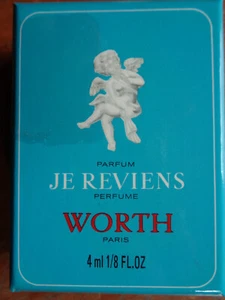 PARFUM
JE REVIENS
PERFUME
WORTH
PARIS
4 ml 1/8 FL.OZ